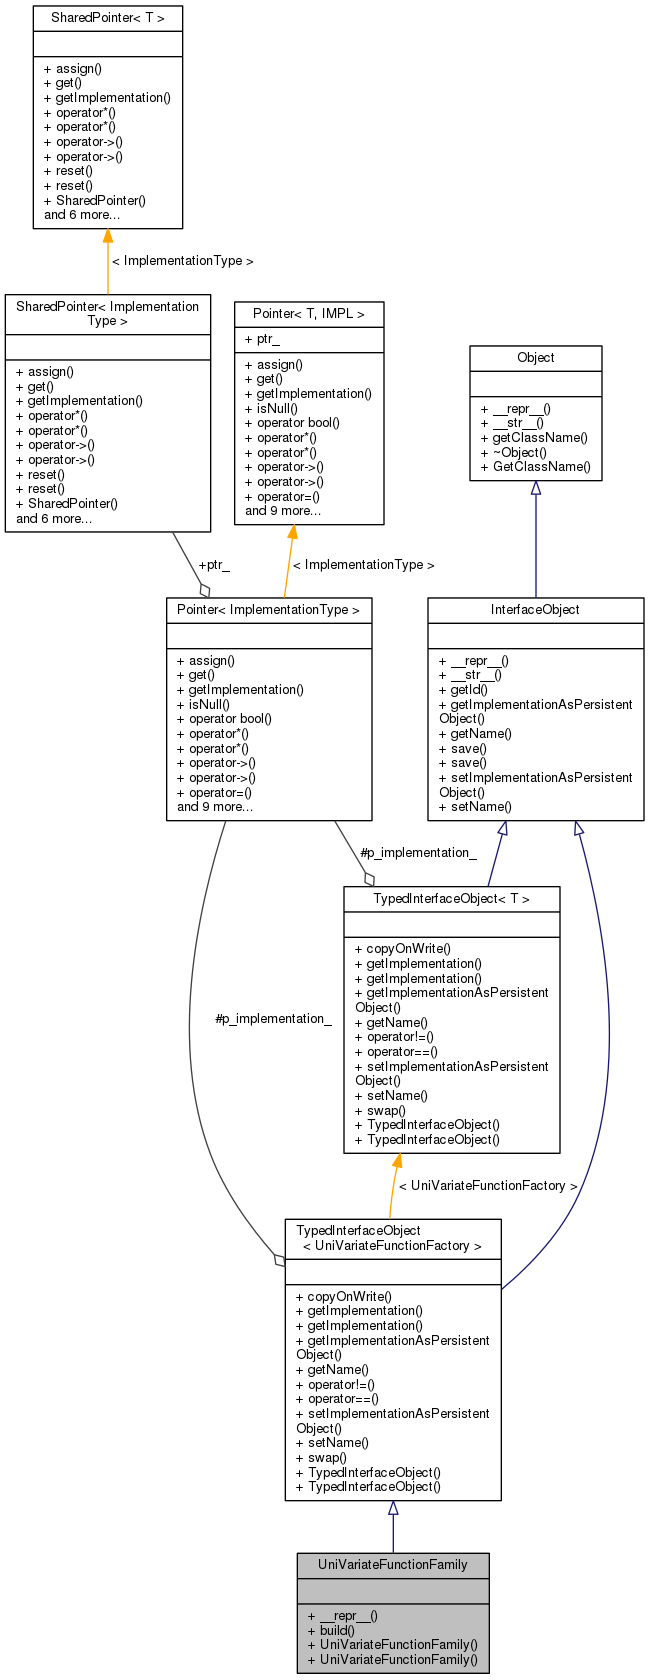 SharedPointer< T >
+ assign()
+ get()
+ getImplementation()
+ operator*()
+ operator*()
+ operator->()
+ operator->()
+ reset()
+ reset()
+ SharedPointer()
and 6 more...
< ImplementationType >
SharedPointer< Implementation
Type >
+ assign()
+ get()
+ getImplementation()
+ operator*()
+ operator*()
+ operator->()
+ operator->()
+ reset()
+ reset()
+ SharedPointer()
and 6 more...
Pointer< T, IMPL >
+ ptr_
+ assign()
+ get()
+ getImplementation()
+ isNull()
+ operator bool()
+ operator*()
+ operator*()
+ operator->()
+ operator->()
+ operator=()
and 9 more...
Object
+ __repr__()
+ __str__()
+ getClassName()
+ ~Object()
+ GetClassName()
+ptr_
< ImplementationType >
Pointer< ImplementationType >
+ assign()
+ get()
+ getImplementation()
+ isNull()
+ operator bool()
+ operator*()
+ operator*()
+ operator->()
+ operator->()
+ operator=()
and 9 more...
InterfaceObject
+ __repr__()
+ __str__()
+ getId()
+ getImplementationAsPersistent
Object()
+ getName()
+ save()
+ save()
+ setImplementationAsPersistent
Object()
+ setName()
#p_implementation_
TypedInterfaceObject< T >
+ copyOnWrite()
+ getImplementation()
+ getImplementation()
+ getImplementationAsPersistent
Object()
+ getName()
+ operator!=()
+ operator==()
+ setImplementationAsPersistent
Object()
+ setName()
+ swap()
+ TypedInterfaceObject()
+ TypedInterfaceObject()
#p_implementation_
< UniVariateFunctionFactory >
TypedInterfaceObject
< UniVariateFunctionFactory >
+ copyOnWrite()
+ getImplementation()
+ getImplementation()
+ getImplementationAsPersistent
Object()
+ getName()
+ operator!=()
+ operator==()
+ setImplementationAsPersistent
Object()
+ setName()
+ swap()
+ TypedInterfaceObject()
+ TypedInterfaceObject()
UniVariateFunctionFamily
+ __repr__()
+ build()
+ UniVariateFunctionFamily()
+ UniVariateFunctionFamily()